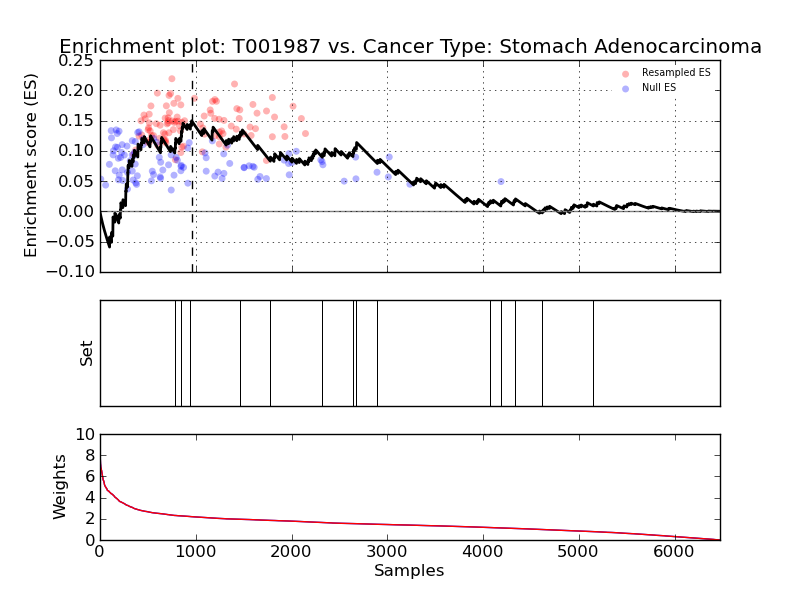 Enrichment plot: T001987 vs. Cancer Type: Stomach Adenocarcinoma
Enrichment score (ES)
0.25
0.20
0.15
0.10
0.05
0.00
−0.05
−0.10
Resampled ES
Null ES
Set
Weights
10
8
6
4
2
0
0 1000 2000 3000 4000 5000 6000
Samples